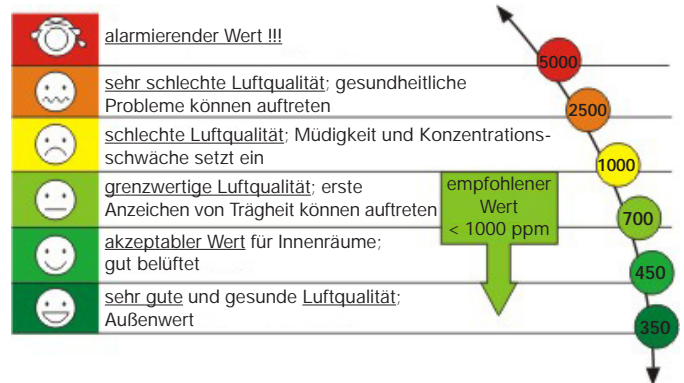 alarmierender Wert !!!
5000
sehr schlechte Luftqualität; gesundheitliche
Probleme können auftreten
2500
schlechte Luftqualität; Müdigkeit und Konzentrations-
schwäche setzt ein
1000
grenzwertige Luftqualität; erste
Anzeichen von Trägheit können auftreten
empfohlener
Wert
< 1000 ppm
700
akzeptabler Wert für Innenräume;
gut belüftet
450
sehr gute und gesunde Luftqualität;
Außenwert
350